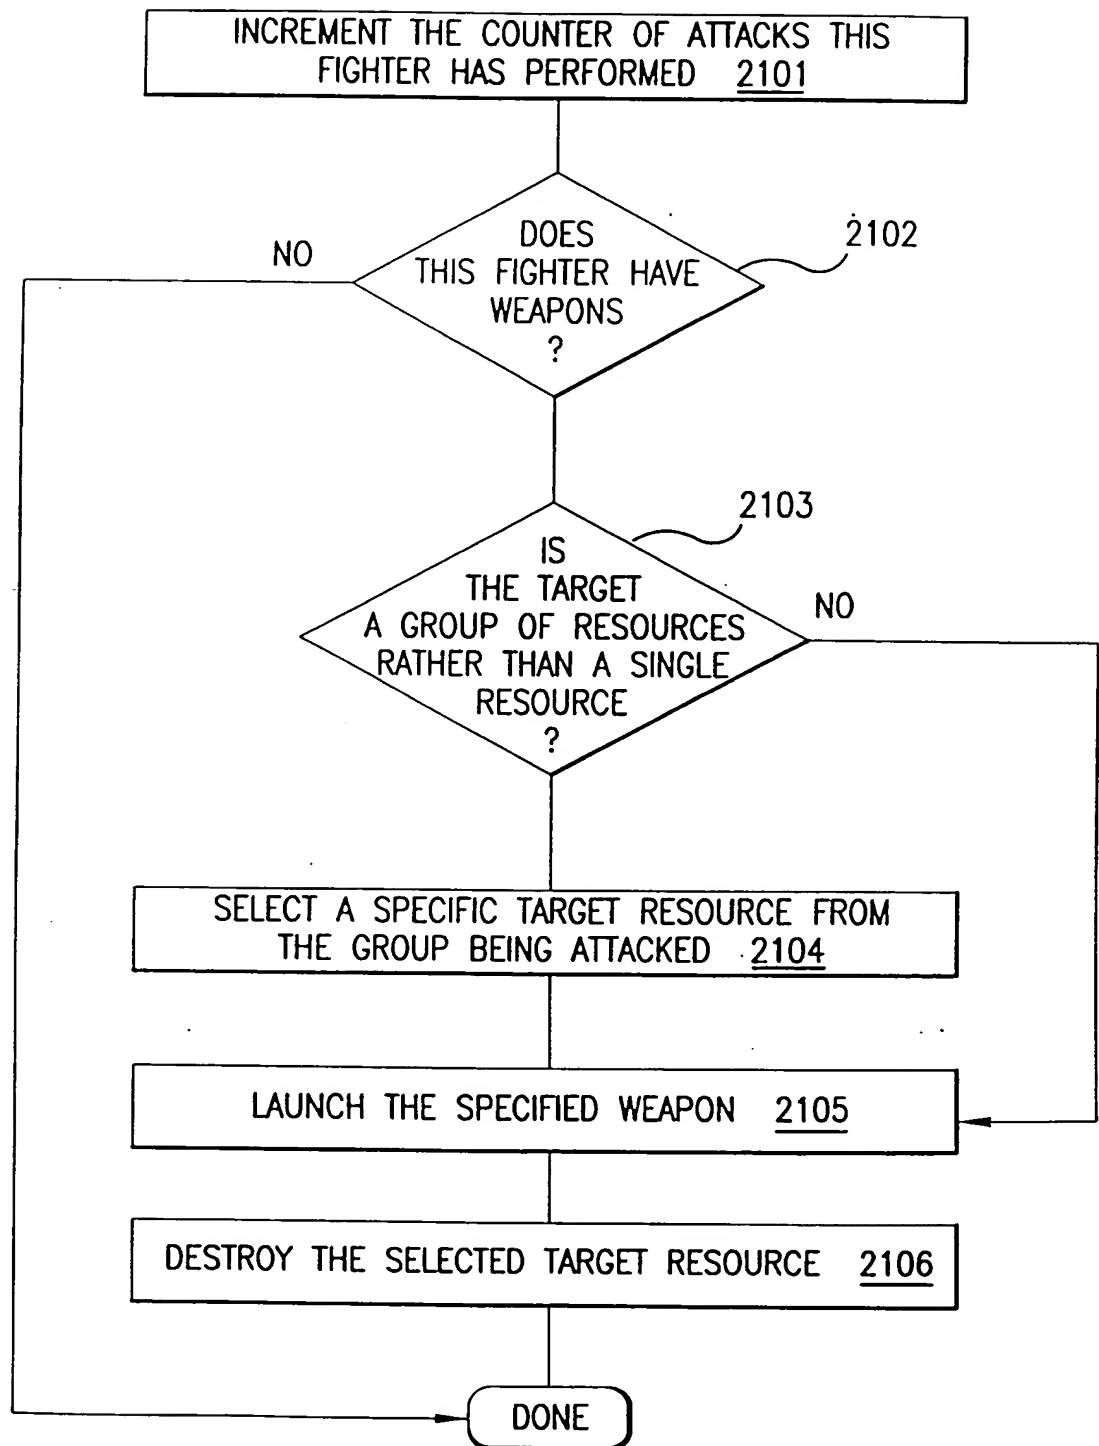 INCREMENT THE COUNTER OF ATTACKS THIS
FIGHTER HAS PERFORMED 2101
DOES
THIS FIGHTER HAVE
WEAPONS
?
2102
NO
2103
IS
THE TARGET
A GROUP OF RESOURCES
RATHER THAN A SINGLE
RESOURCE
?
NO
SELECT A SPECIFIC TARGET RESOURCE FROM
THE GROUP BEING ATTACKED 2104
LAUNCH THE SPECIFIED WEAPON 2105
DESTROY THE SELECTED TARGET RESOURCE 2106
DONE